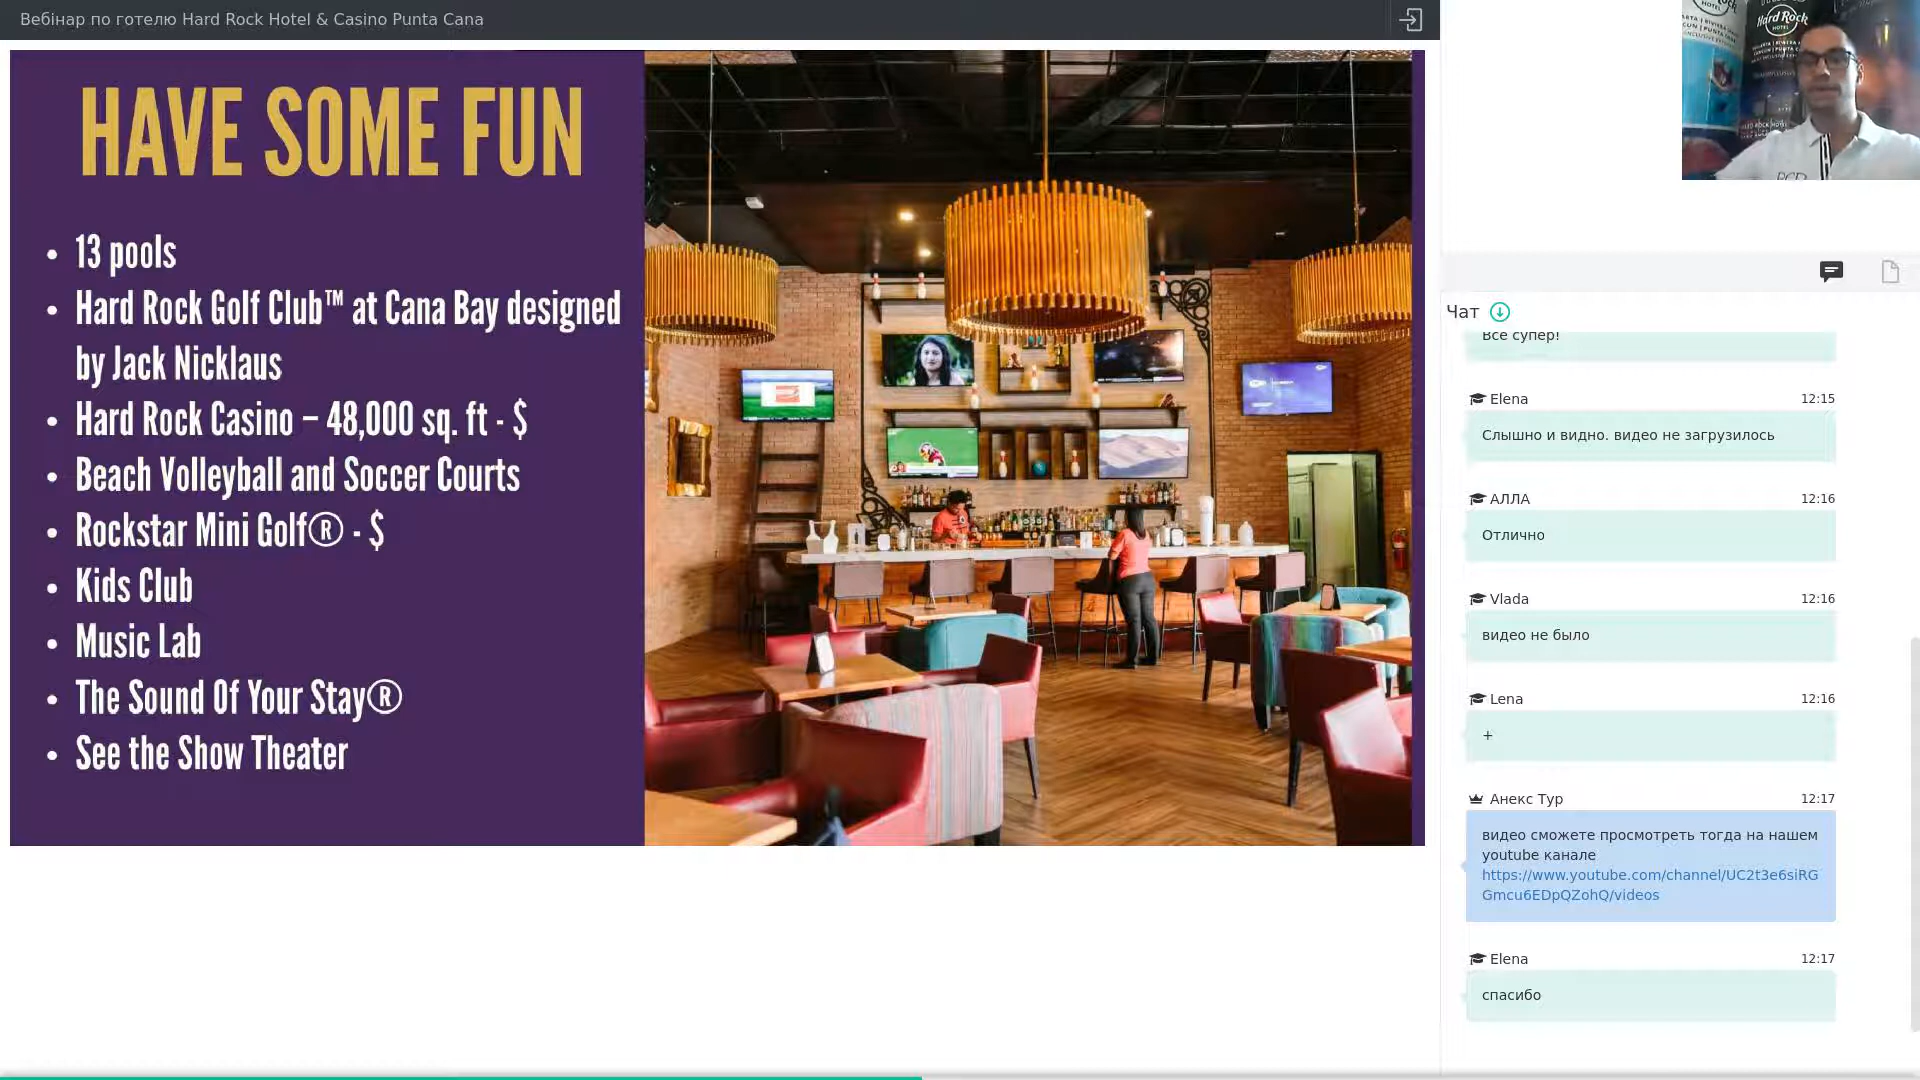 Вебінар по готелю Hard Rock Hotel & Casino Punta Cana
HAVE SOME FUN
• 13 pools
• Hard Rock Golf Club™ at Cana Bay designed
by Jack Nicklaus
• Hard Rock Casino – 48,000 sq. ft - $
• Beach Volleyball and Soccer Courts
• Rockstar Mini Golf® - $
• Kids Club
• Music Lab
• The Sound Of Your Stay®
• See the Show Theater
Hard Rock
HOTEL
Чат
Все супер!
Elena 12:15
Слышно и видно. видео не загрузилось
АЛЛА 12:16
Отлично
Vlada 12:16
видео не было
Lena 12:16
+
Анекс Тур 12:17
видео сможете просмотреть тогда на нашем
youtube канале
https://www.youtube.com/channel/UC2t3e6siRG
Gmcu6EDpQZohQ/videos
Elena 12:17
спасибо